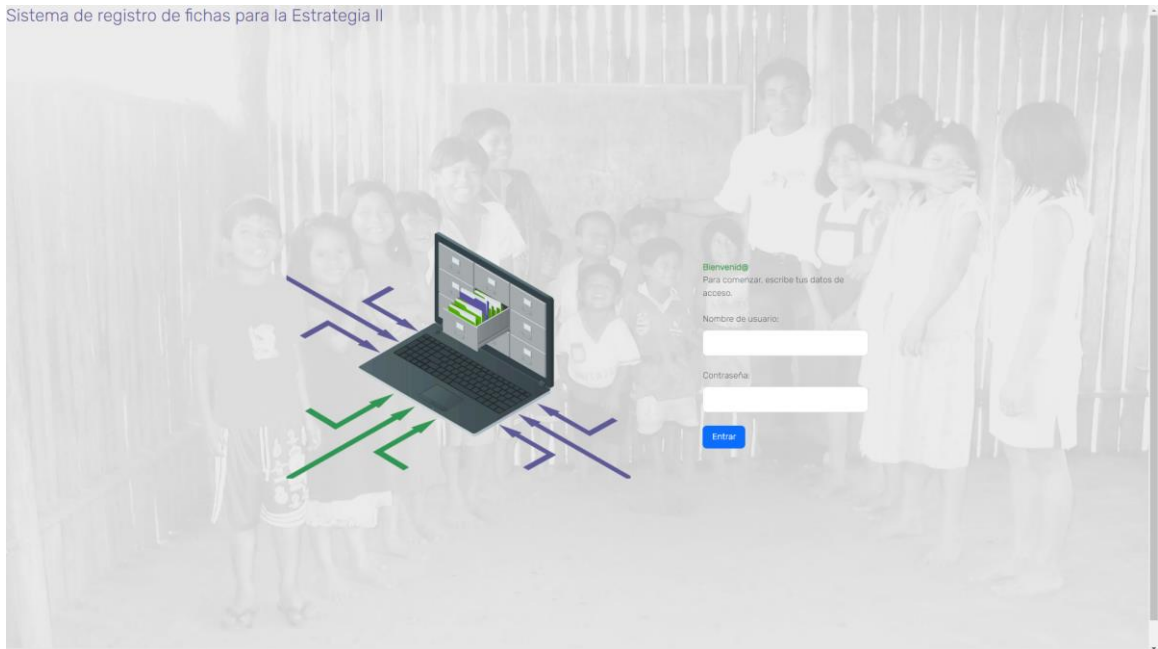 Sistema de registro de fichas para la Estrategia II
Bienvenid@
Para comenzar, escribe tus datos de
acceso.
Nombre de usuario:
Contraseña:
Entrar